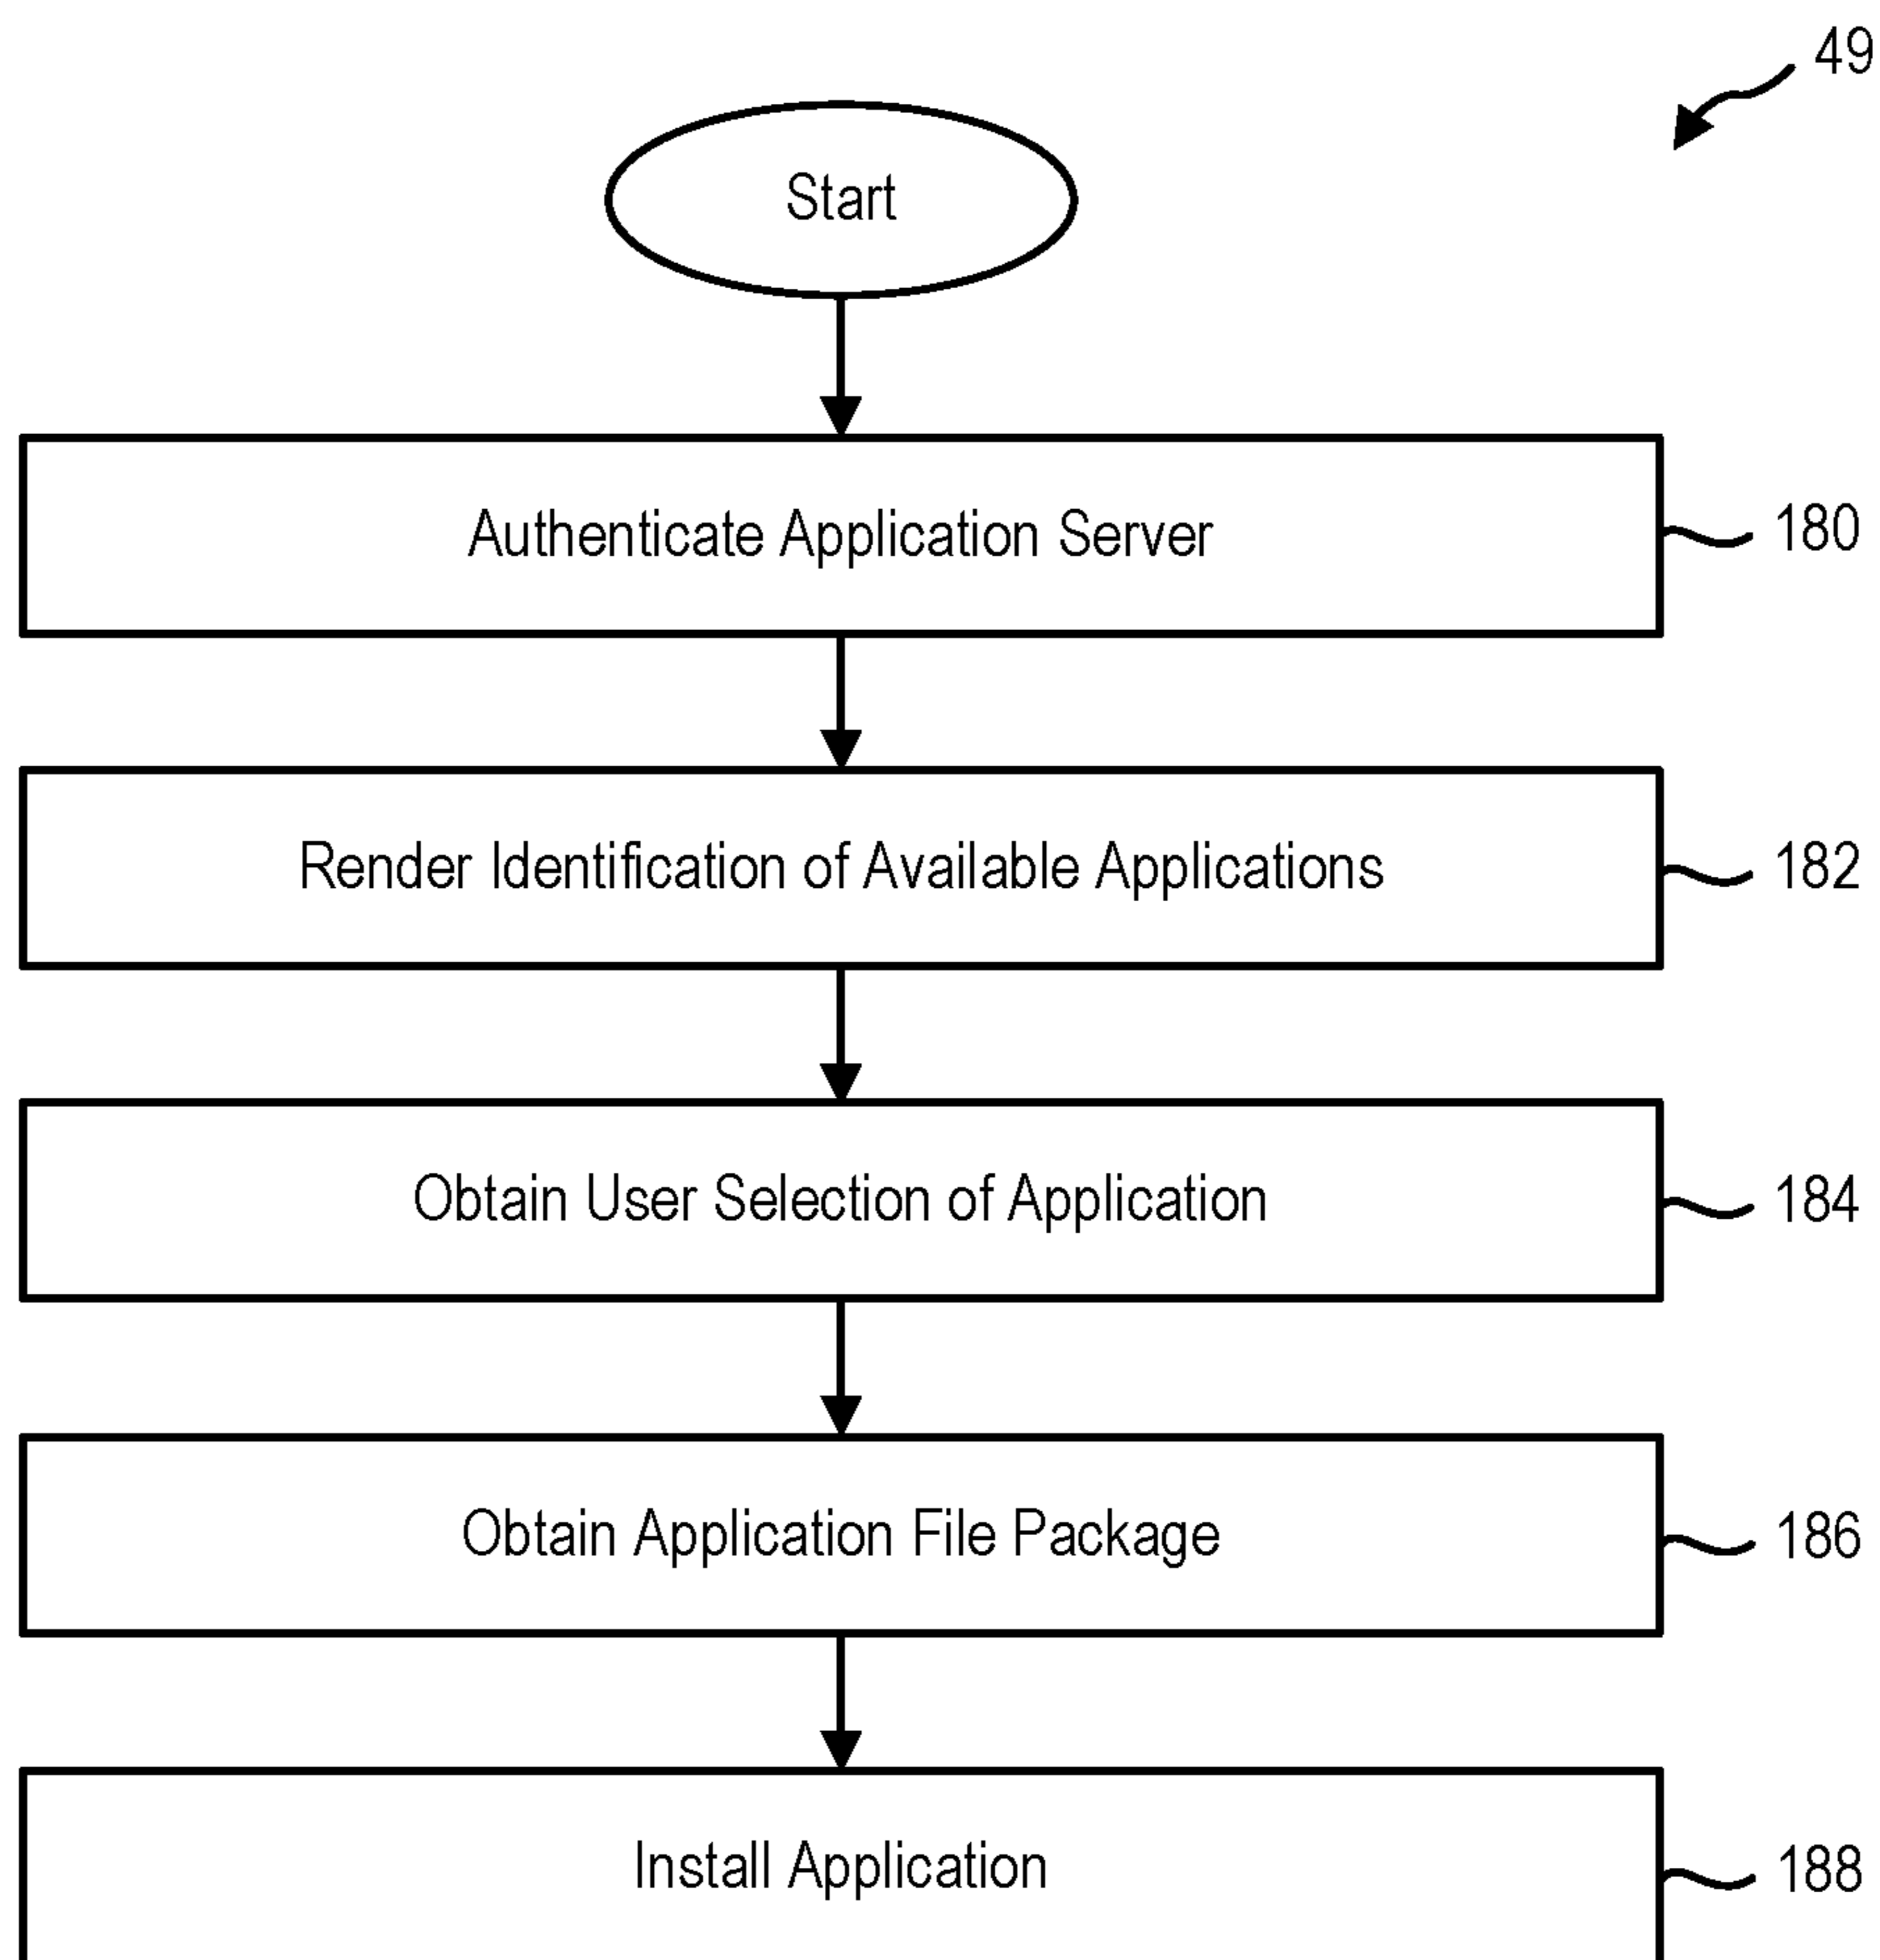 49
Start
Authenticate Application Server
180
Render Identification of Available Applications
182
Obtain User Selection of Application
184
Obtain Application File Package
186
Install Application
188